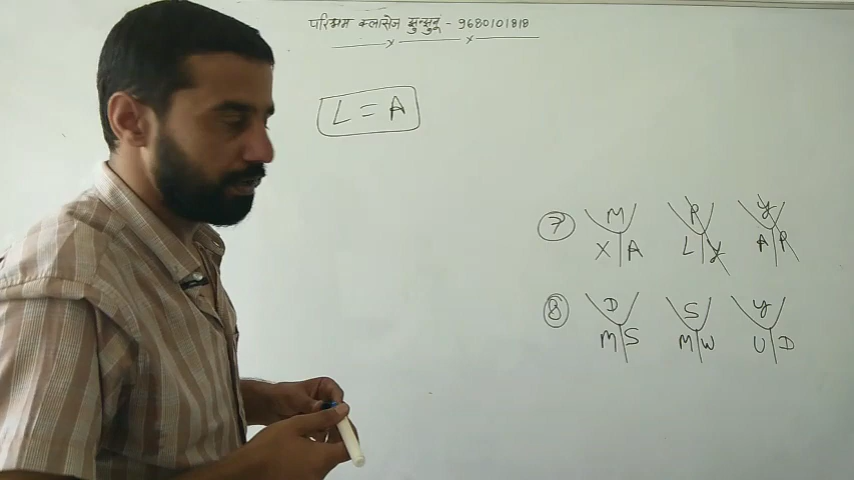 परिश्रम क्लासेज झुन्झुनूं - 9680101818
L = A
7 M R y
X A L y A R
8 D S y
M S M W U D